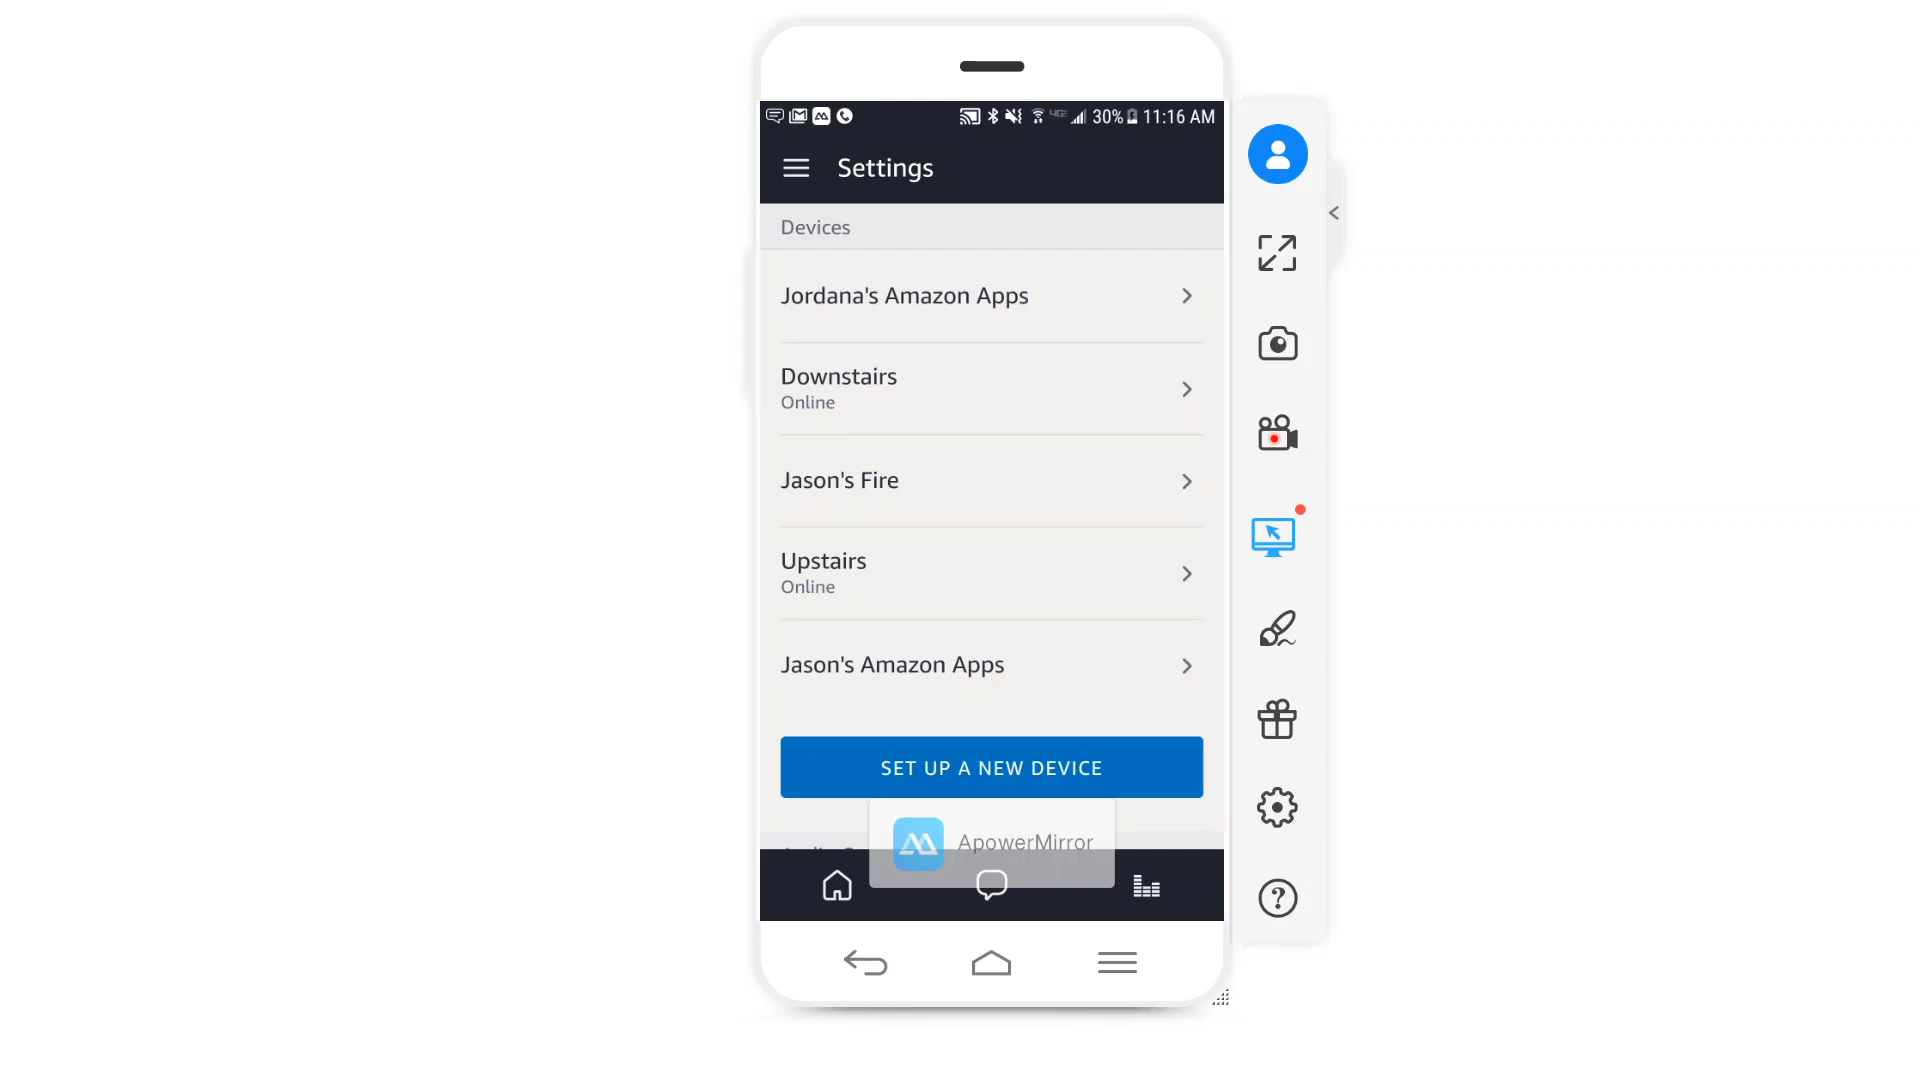 30% 11:16 AM
Settings
Devices
Jordana's Amazon Apps
Downstairs
Online
Jason's Fire
Upstairs
Online
Jason's Amazon Apps
SET UP A NEW DEVICE
ApowerMirror